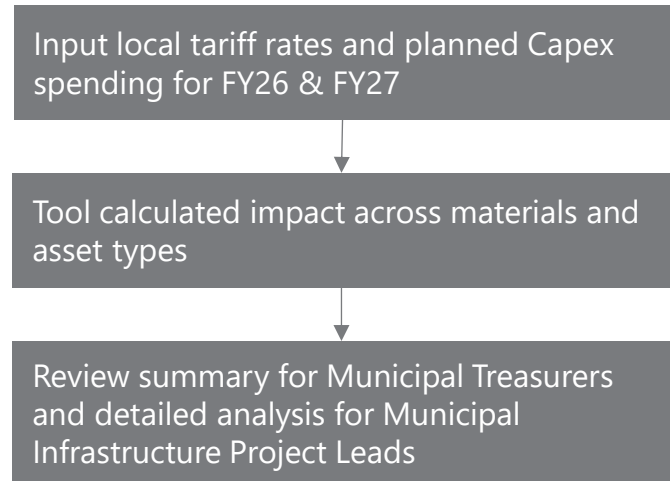 Input local tariff rates and planned Capex
spending for FY26 & FY27
Tool calculated impact across materials and
asset types
Review summary for Municipal Treasurers
and detailed analysis for Municipal
Infrastructure Project Leads